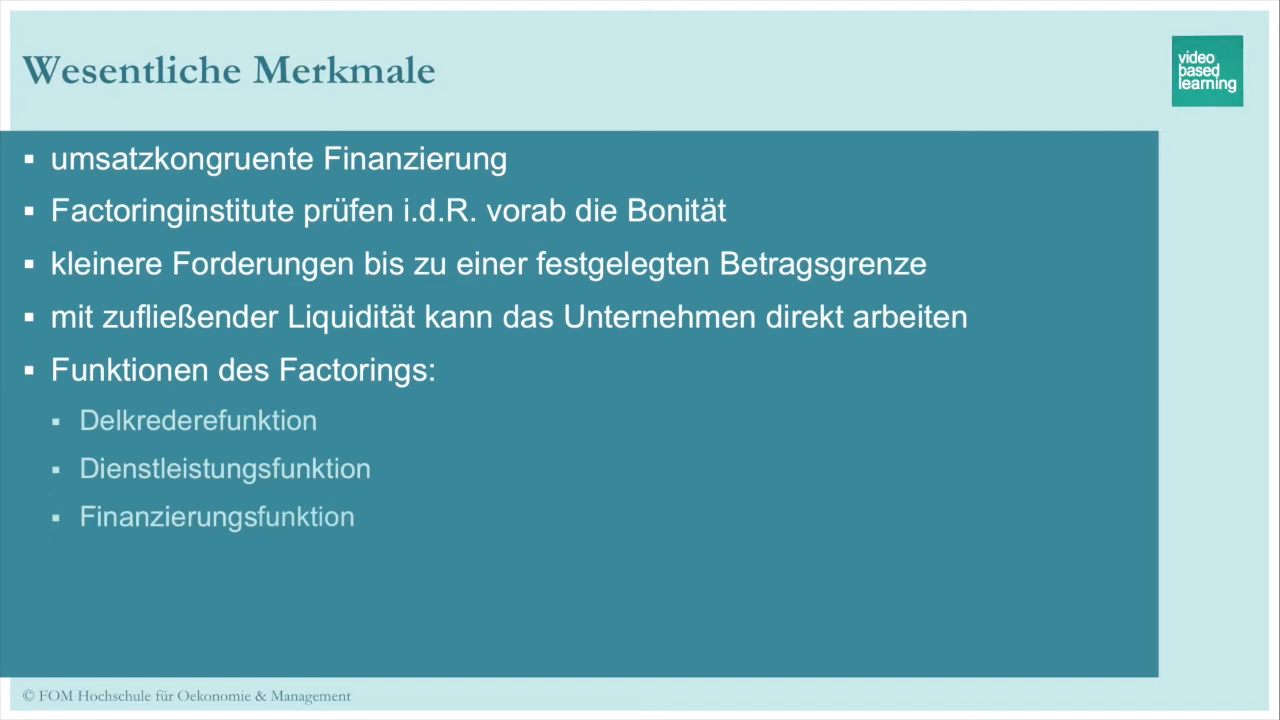 Wesentliche Merkmale
video
based
learning
▪ umsatzkongruente Finanzierung
▪ Factoringinstitute prüfen i.d.R. vorab die Bonität
▪ kleinere Forderungen bis zu einer festgelegten Betragsgrenze
▪ mit zufließender Liquidität kann das Unternehmen direkt arbeiten
▪ Funktionen des Factorings:
▪ Delkrederefunktion
▪ Dienstleistungsfunktion
▪ Finanzierungsfunktion
© FOM Hochschule für Oekonomie & Management